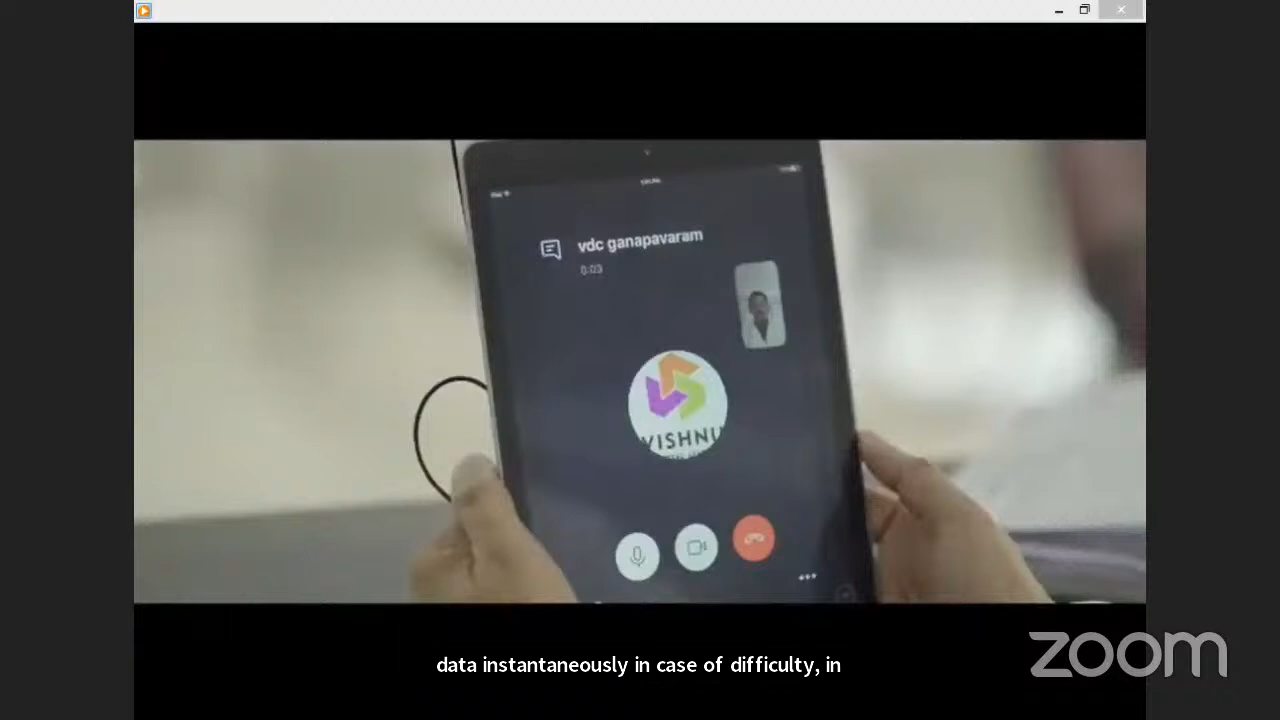 vdc ganapavaram
0:03
VISHNU
data instantaneously in case of difficulty, in
zoom